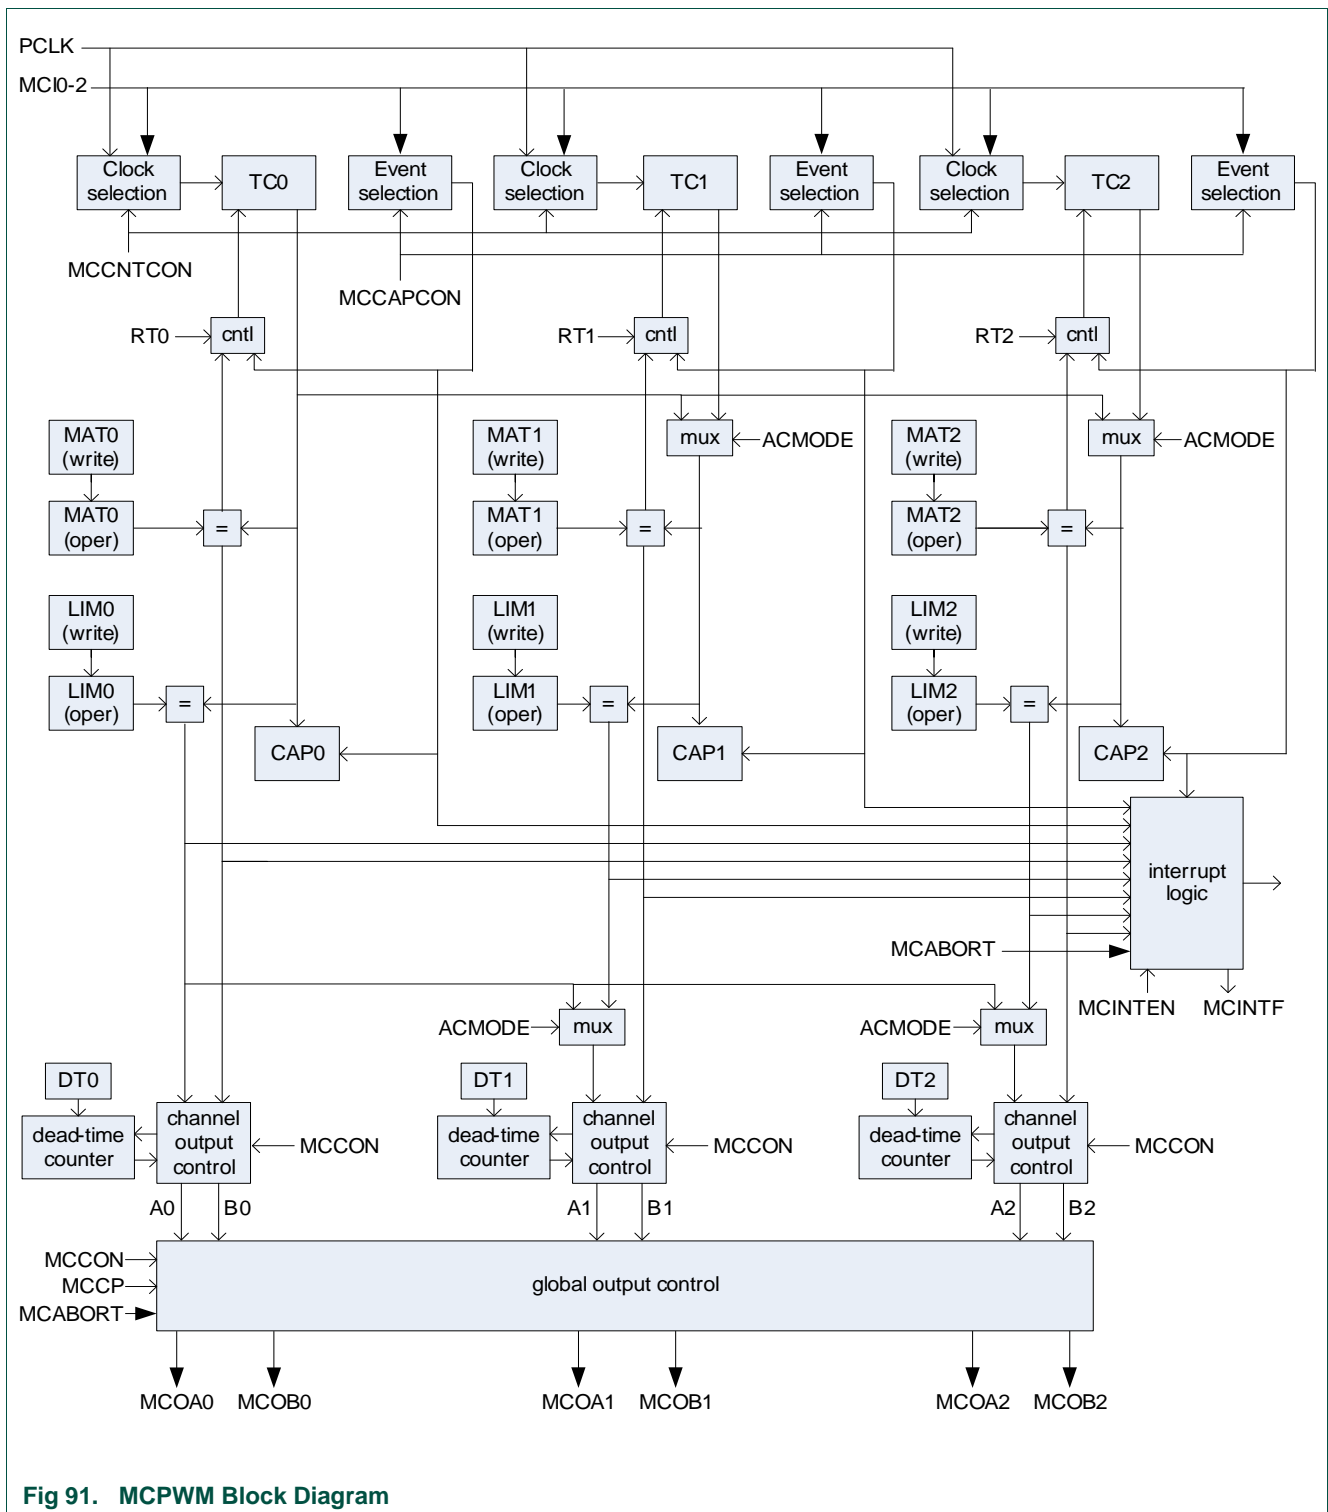 PCLK
MCI0-2
Clock selection
TC0
Event selection
Clock selection
TC1
Event selection
Clock selection
TC2
Event selection
MCCNTCON
MCCAPCON
RT0
cntl
RT1
cntl
RT2
cntl
MAT0 (write)
MAT1 (write)
mux
ACMODE
MAT2 (write)
mux
ACMODE
MAT0 (oper)
=
MAT1 (oper)
=
MAT2 (oper)
=
LIM0 (write)
LIM1 (write)
LIM2 (write)
LIM0 (oper)
=
LIM1 (oper)
=
LIM2 (oper)
=
CAP0
CAP1
CAP2
interrupt logic
MCABORT
MCINTEN
MCINTF
ACMODE
mux
ACMODE
mux
DT0
DT1
DT2
dead-time counter
channel output control
MCCON
dead-time counter
channel output control
MCCON
dead-time counter
channel output control
MCCON
A0
B0
A1
B1
A2
B2
MCCON
MCCP
MCABORT
global output control
MCOA0
MCOB0
MCOA1
MCOB1
MCOA2
MCOB2
Fig 91. MCPWM Block Diagram